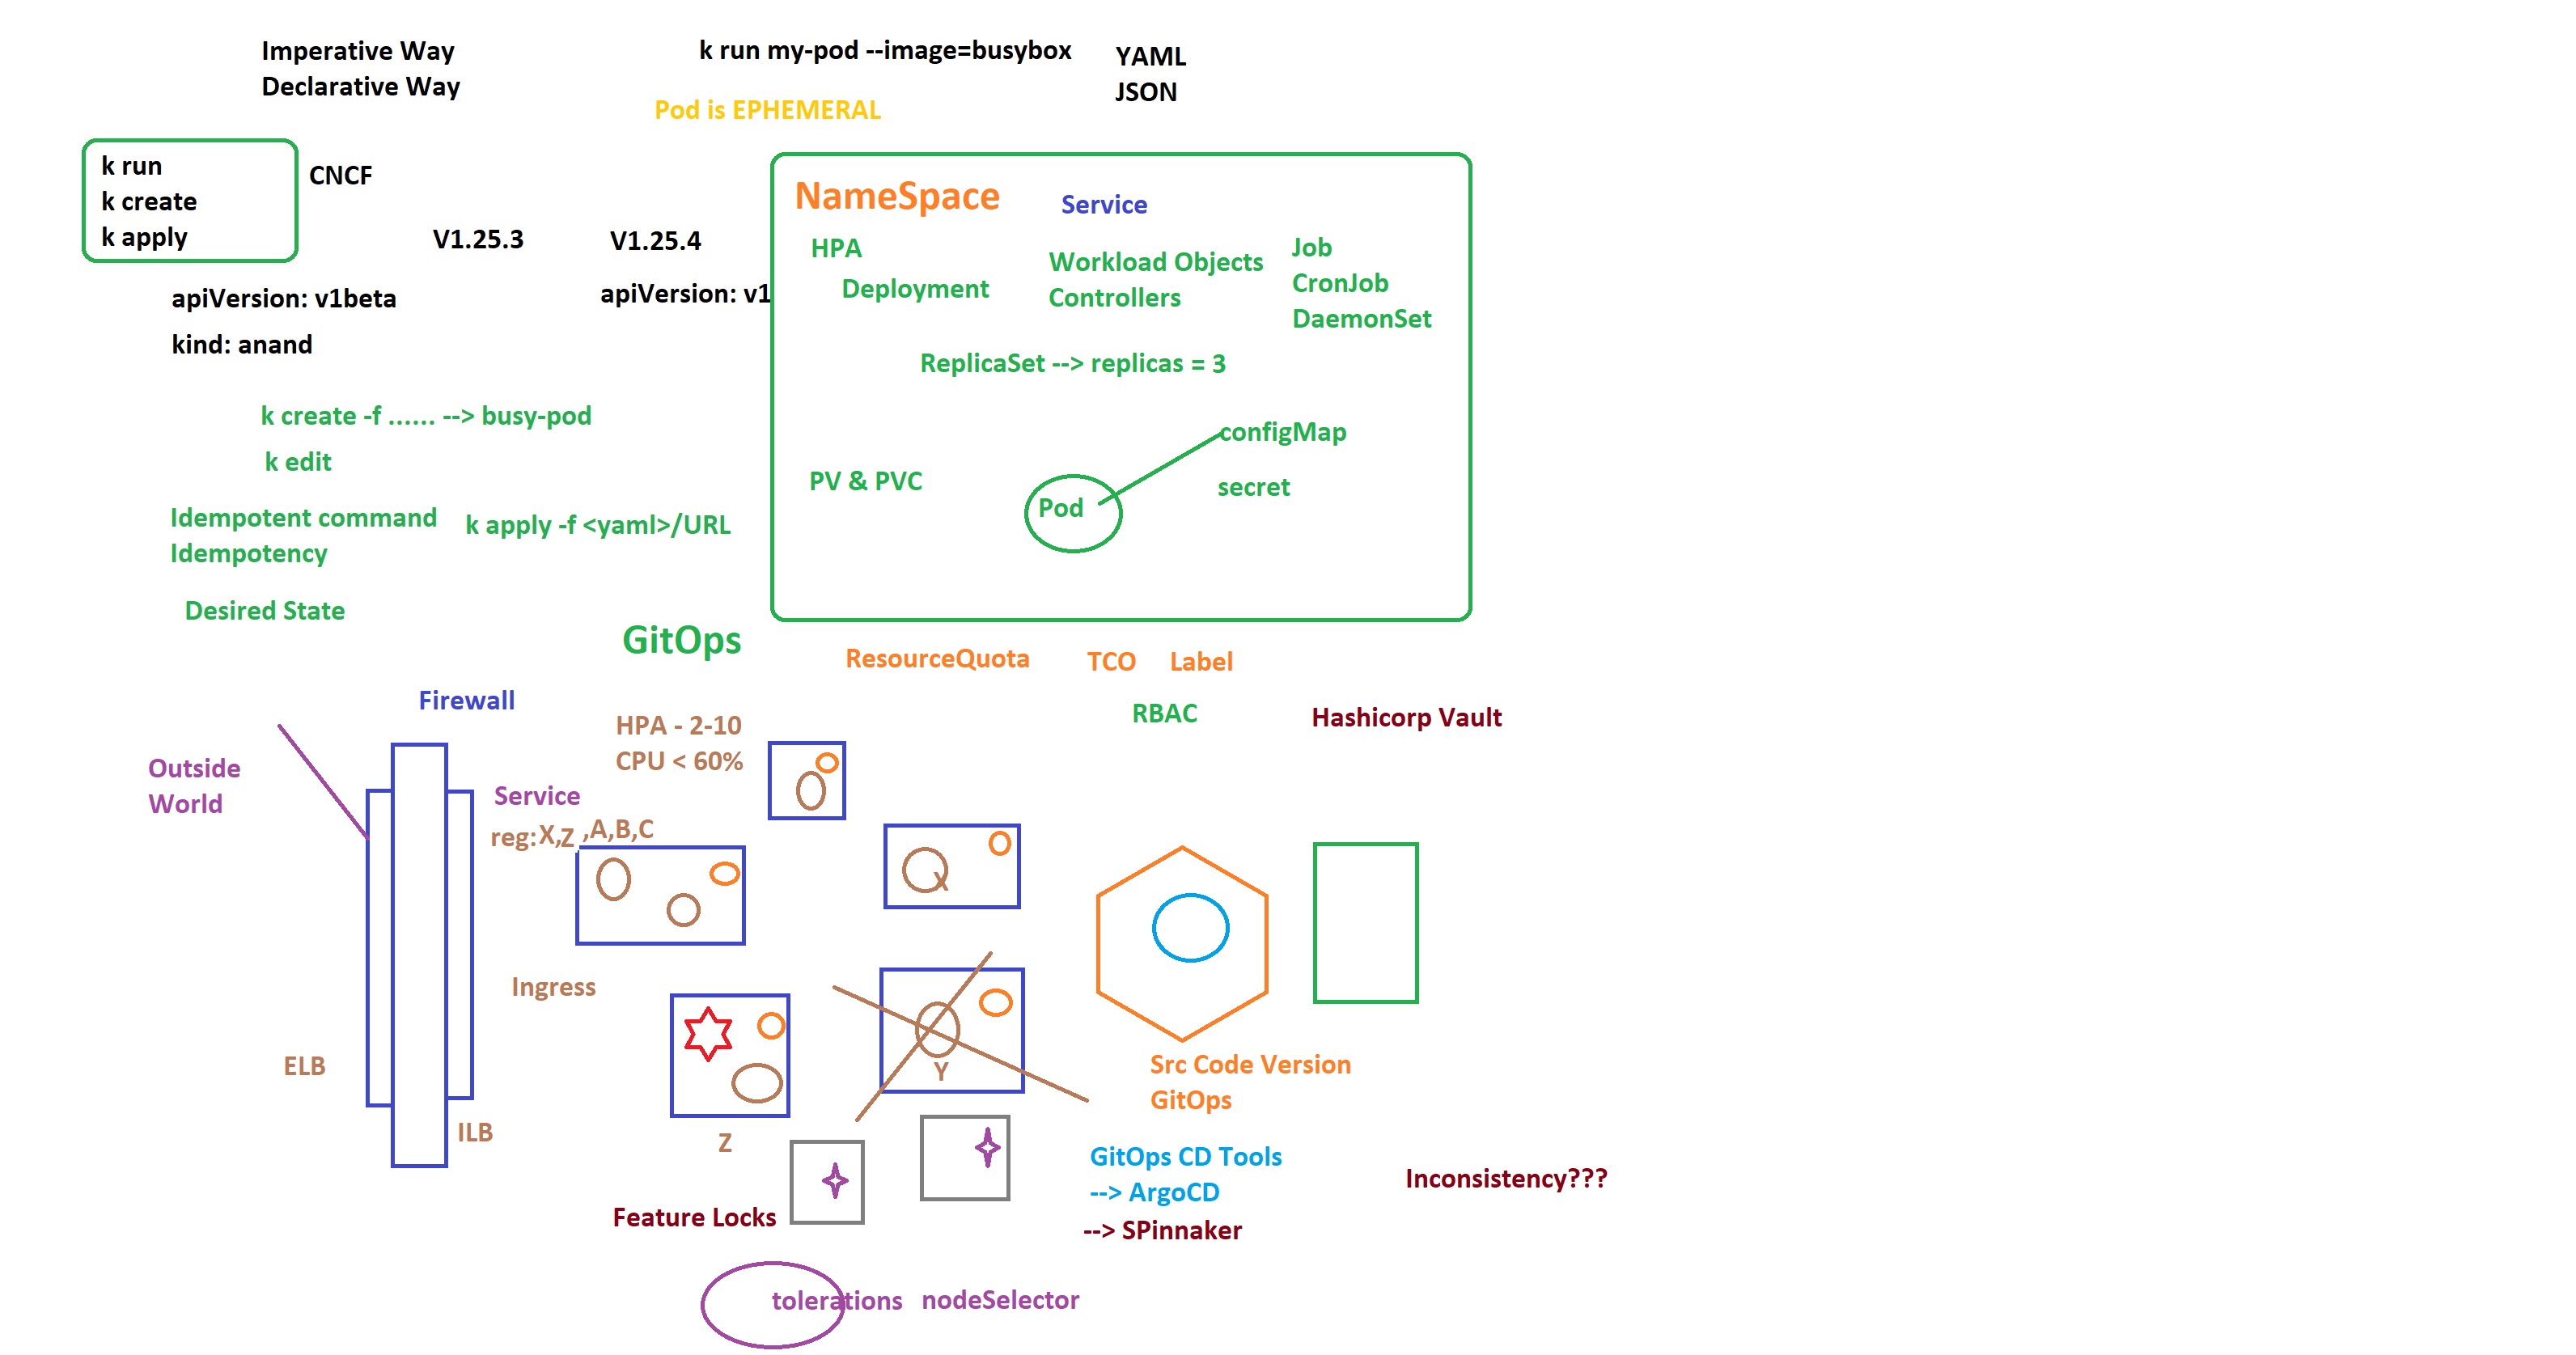 Imperative Way
Declarative Way
k run my-pod --image=busybox
YAML
JSON
Pod is EPHEMERAL
k run
k create
k apply
CNCF
V1.25.3
V1.25.4
apiVersion: v1beta
kind: anand
apiVersion: v1
NameSpace
Service
HPA
Deployment
Workload Objects
Controllers
Job
CronJob
DaemonSet
ReplicaSet --> replicas = 3
configMap
secret
PV & PVC
Pod
k create -f ...... --> busy-pod
k edit
Idempotent command
Idempotency
k apply -f <yaml>/URL
Desired State
GitOps
ResourceQuota
TCO
Label
RBAC
Hashicorp Vault
Firewall
HPA - 2-10
CPU < 60%
Outside
World
Service
reg:X,Z ,A,B,C
X
Ingress
ELB
ILB
Y
Z
Src Code Version
GitOps
GitOps CD Tools
--> ArgoCD
--> SPinnaker
Inconsistency???
Feature Locks
tolerations
nodeSelector